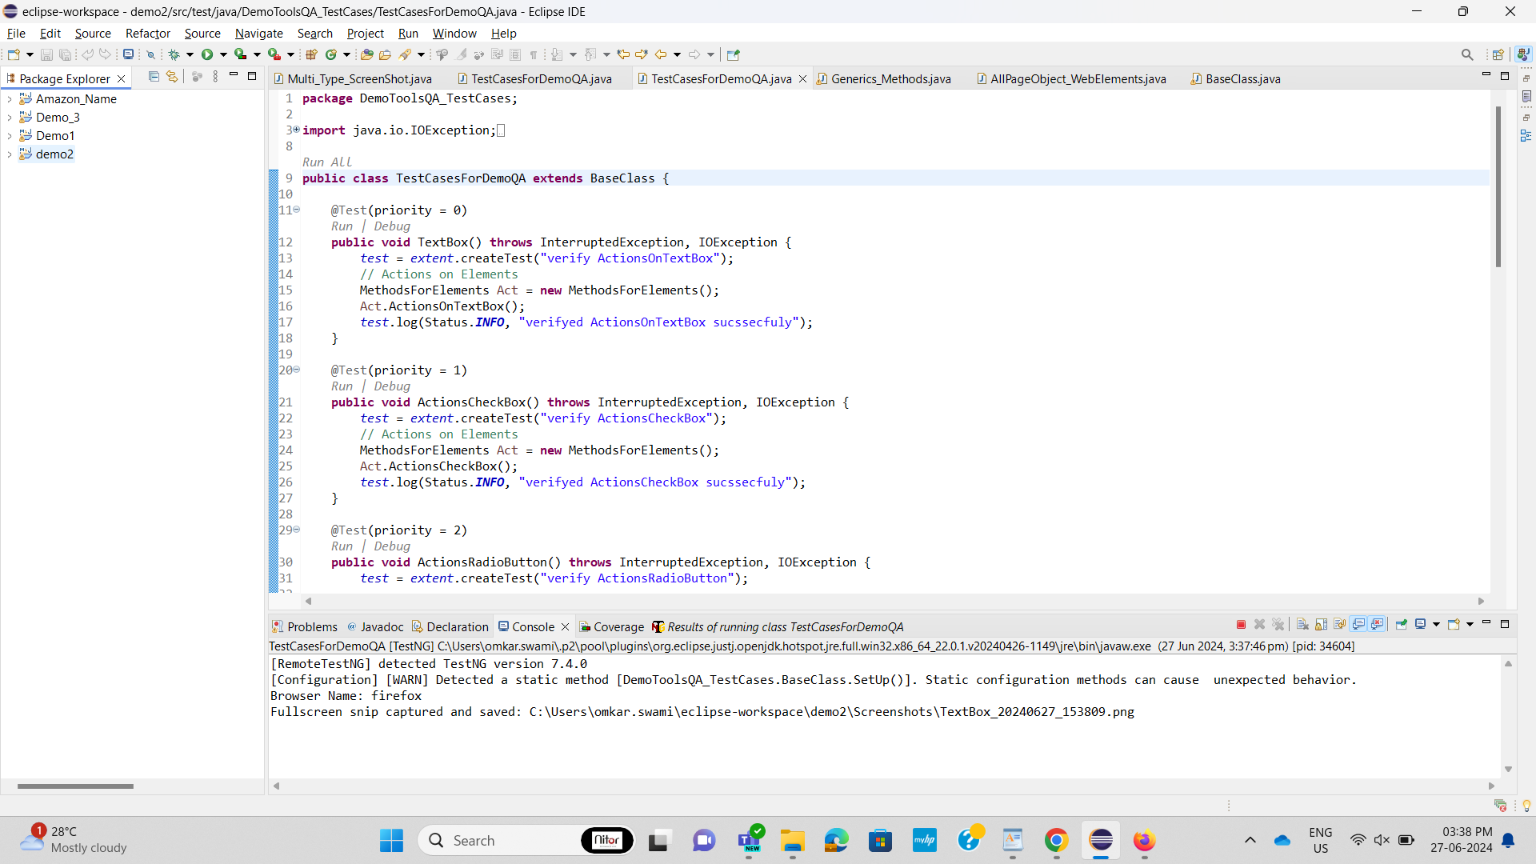 eclipse-workspace - demo2/src/test/java/DemoToolsQA_TestCases/TestCasesForDemoQA.java - Eclipse IDE
File Edit Source Refactor Source Navigate Search Project Run Window Help
Package Explorer
Amazon_Name
Demo_3
Demo1
demo2
Multi_Type_ScreenShot.java TestCasesForDemoQA.java TestCasesForDemoQA.java Generics_Methods.java AllPageObject_WebElements.java BaseClass.java
1 package DemoToolsQA_TestCases;
2
3 import java.io.IOException;
8
Run All
9 public class TestCasesForDemoQA extends BaseClass {
10
11 @Test(priority = 0)
Run | Debug
12 public void TextBox() throws InterruptedException, IOException {
13 test = extent.createTest("verify ActionsOnTextBox");
14 // Actions on Elements
15 MethodsForElements Act = new MethodsForElements();
16 Act.ActionsOnTextBox();
17 test.log(Status.INFO, "verifyed ActionsOnTextBox sucssecfuly");
18 }
19
20 @Test(priority = 1)
Run | Debug
21 public void ActionsCheckBox() throws InterruptedException, IOException {
22 test = extent.createTest("verify ActionsCheckBox");
23 // Actions on Elements
24 MethodsForElements Act = new MethodsForElements();
25 Act.ActionsCheckBox();
26 test.log(Status.INFO, "verifyed ActionsCheckBox sucssecfuly");
27 }
28
29 @Test(priority = 2)
Run | Debug
30 public void ActionsRadioButton() throws InterruptedException, IOException {
31 test = extent.createTest("verify ActionsRadioButton");
Problems Javadoc Declaration Console Coverage Results of running class TestCasesForDemoQA
TestCasesForDemoQA [TestNG] C:\Users\omkar.swami\.p2\pool\plugins\org.eclipse.justj.openjdk.hotspot.jre.full.win32.x86_64_22.0.1.v20240426-1149\jre\bin\javaw.exe (27 Jun 2024, 3:37:46 pm) [pid: 34604]
[RemoteTestNG] detected TestNG version 7.4.0
[Configuration] [WARN] Detected a static method [DemoToolsQA_TestCases.BaseClass.SetUp()]. Static configuration methods can cause  unexpected behavior.
Browser Name: firefox
Fullscreen snip captured and saved: C:\Users\omkar.swami\eclipse-workspace\demo2\Screenshots\TextBox_20240627_153809.png
1 28°C
Mostly cloudy
Search Nitor
NEW
myhp
ENG
US
03:38 PM
27-06-2024